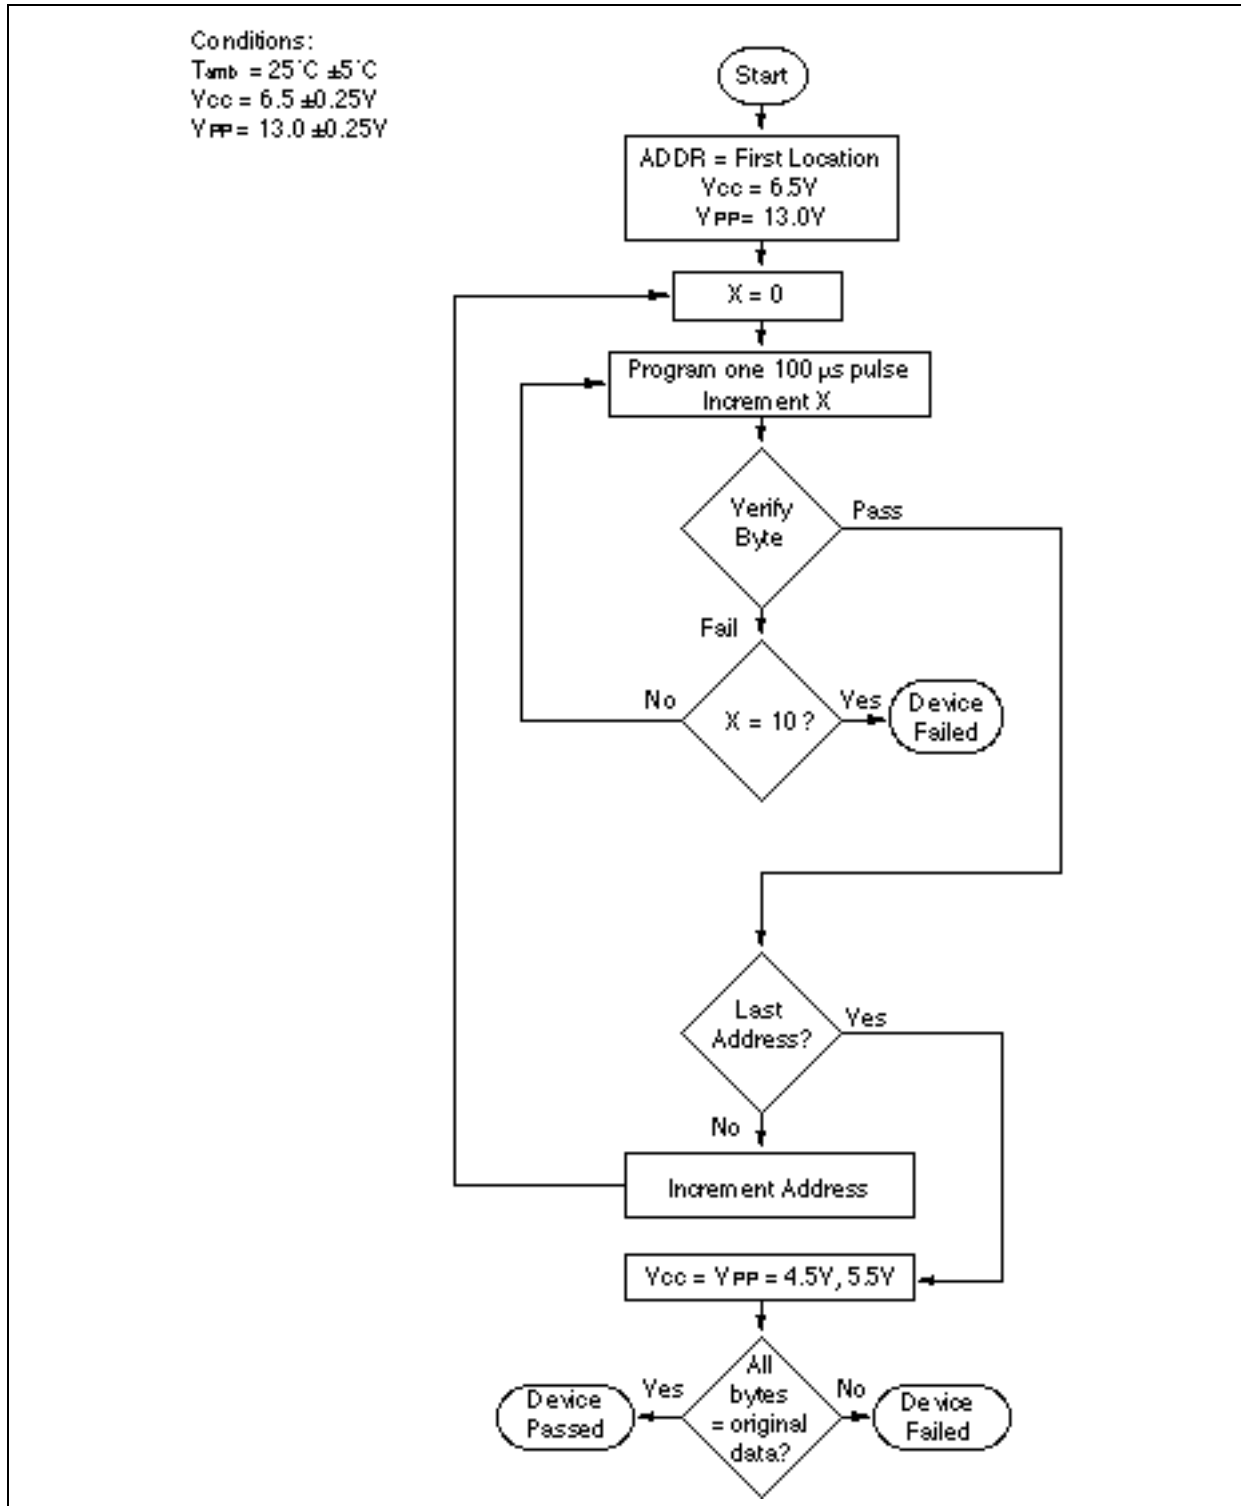 Conditions:
Tamb = 25˚C ±5˚C
Vcc = 6.5 ±0.25V
VPP = 13.0 ±0.25V
Start
ADDR = First Location
Vcc = 6.5V
VPP= 13.0V
X = 0
Program one 100 µs pulse
Increment X
Verify
Byte
Pass
Fail
No
X = 10 ?
Yes
Device
Failed
Last
Address?
Yes
No
Increment Address
Vcc = VPP = 4.5V, 5.5V
Device
Passed
Yes
All
bytes
= original
data?
No
Device
Failed